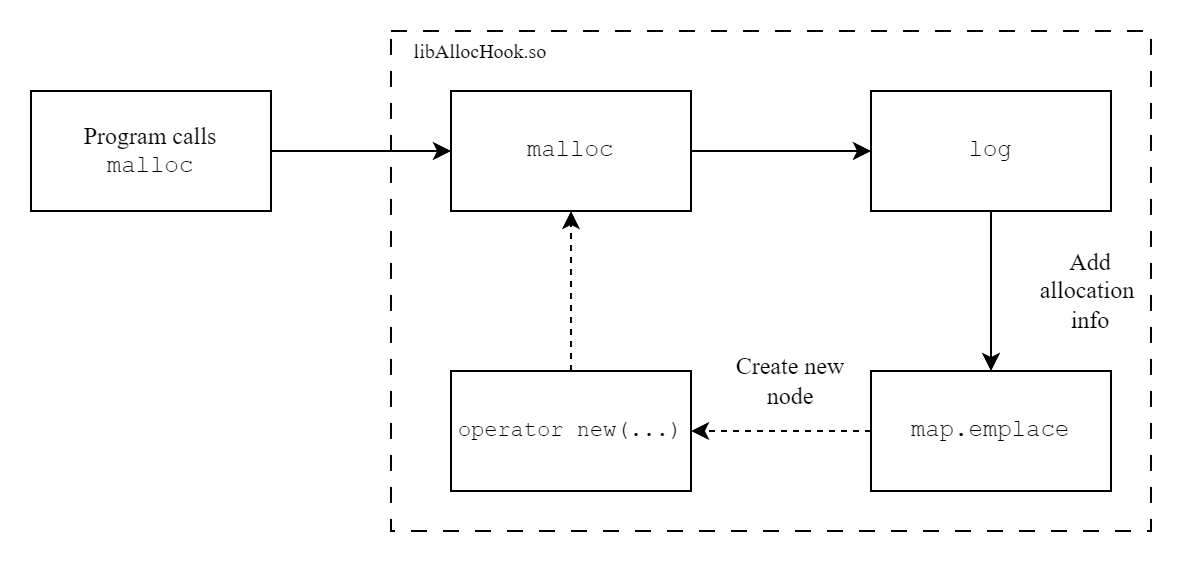 libAllocHook.so
Program calls
malloc
malloc
log
Add
allocation
info
Create new
node
operator new(...)
map.emplace